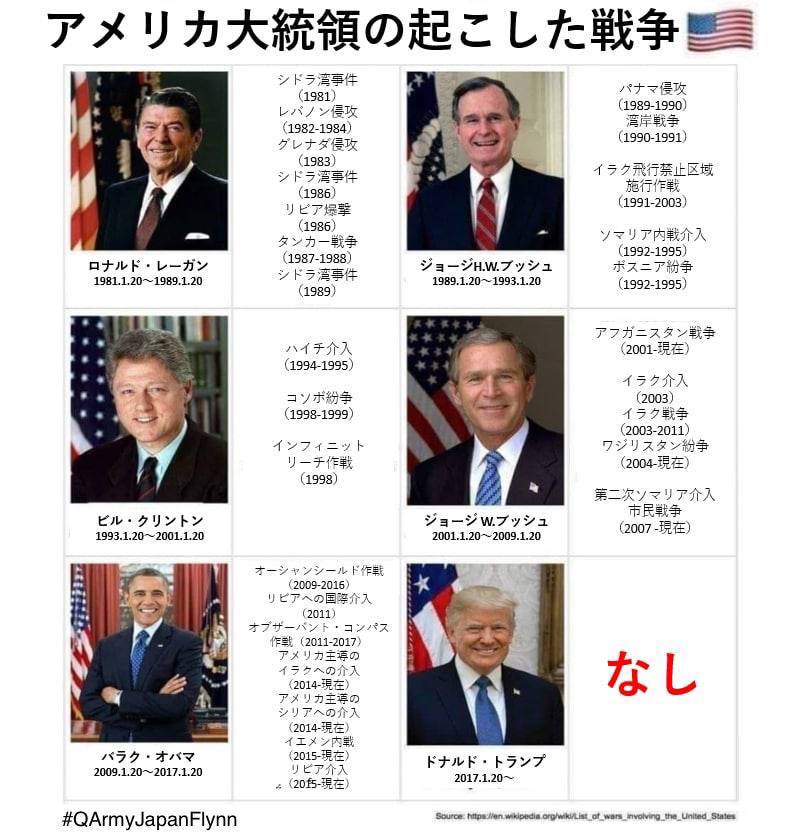 アメリカ大統領の起こした戦争
ロナルド・レーガン
1981.1.20〜1989.1.20
シドラ湾事件
(1981)
レバノン侵攻
(1982-1984)
グレナダ侵攻
(1983)
シドラ湾事件
(1986)
リビア爆撃
(1986)
タンカー戦争
(1987-1988)
シドラ湾事件
(1989)
ジョージH.W.ブッシュ
1989.1.20〜1993.1.20
パナマ侵攻
(1989-1990)
湾岸戦争
(1990-1991)
イラク飛行禁止区域
施行作戦
(1991-2003)
ソマリア内戦介入
(1992-1995)
ボスニア紛争
(1992-1995)
ビル・クリントン
1993.1.20〜2001.1.20
ハイチ介入
(1994-1995)
コソボ紛争
(1998-1999)
インフィニット
リーチ作戦
(1998)
ジョージ W.ブッシュ
2001.1.20〜2009.1.20
アフガニスタン戦争
(2001-現在)
イラク介入
(2003)
イラク戦争
(2003-2011)
ワジリスタン紛争
(2004-現在)
第二次ソマリア介入
市民戦争
(2007 -現在)
バラク・オバマ
2009.1.20〜2017.1.20
オーシャンシールド作戦
(2009-2016)
リビアへの国際介入
(2011)
オブザーバント・コンパス
作戦 (2011-2017)
アメリカ主導の
イラクへの介入
(2014-現在)
アメリカ主導の
シリアへの介入
(2014-現在)
イエメン内戦
(2015-現在)
リビア介入
(2015-現在)
ドナルド・トランプ
2017.1.20〜
なし
#QArmyJapanFlynn
Source: https://en.wikipedia.org/wiki/List_of_wars_involving_the_United_States